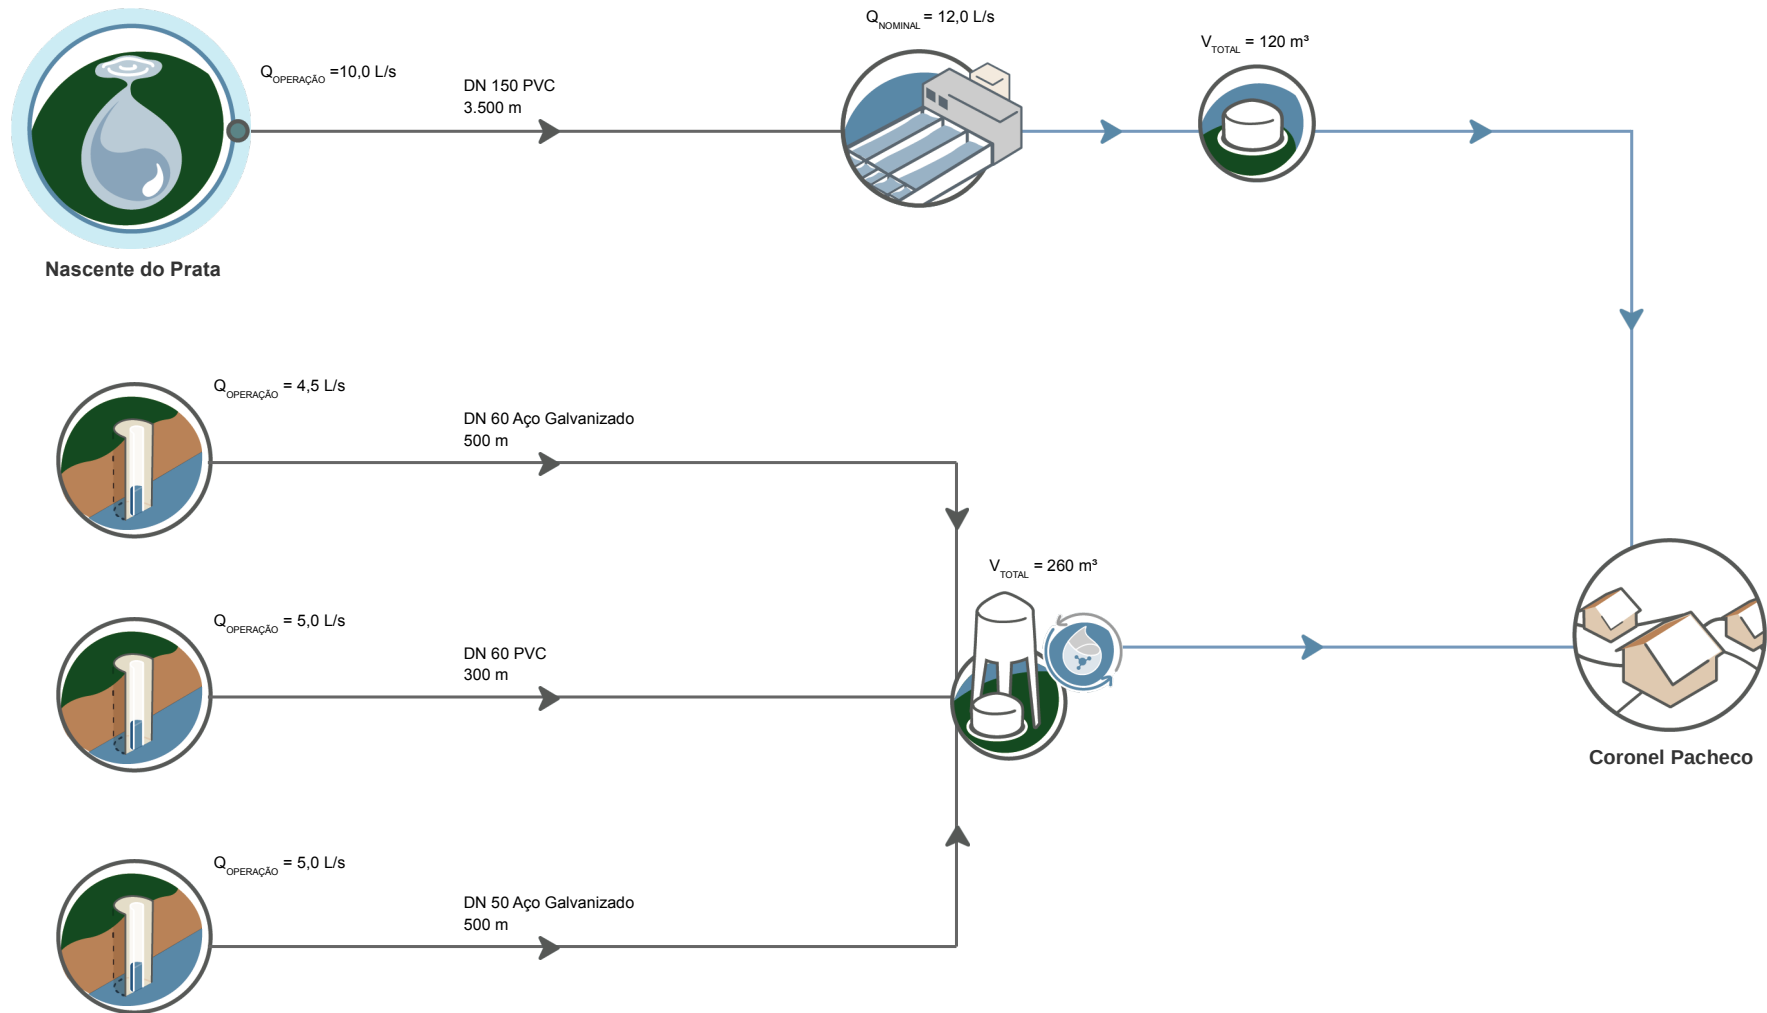 Q NOMINAL = 12,0 L/s
V TOTAL = 120 m³
Q OPERAÇÃO =10,0 L/s
DN 150 PVC
3.500 m
Nascente do Prata
Q OPERAÇÃO = 4,5 L/s
DN 60 Aço Galvanizado
500 m
V TOTAL = 260 m³
Q OPERAÇÃO = 5,0 L/s
DN 60 PVC
300 m
Coronel Pacheco
Q OPERAÇÃO = 5,0 L/s
DN 50 Aço Galvanizado
500 m